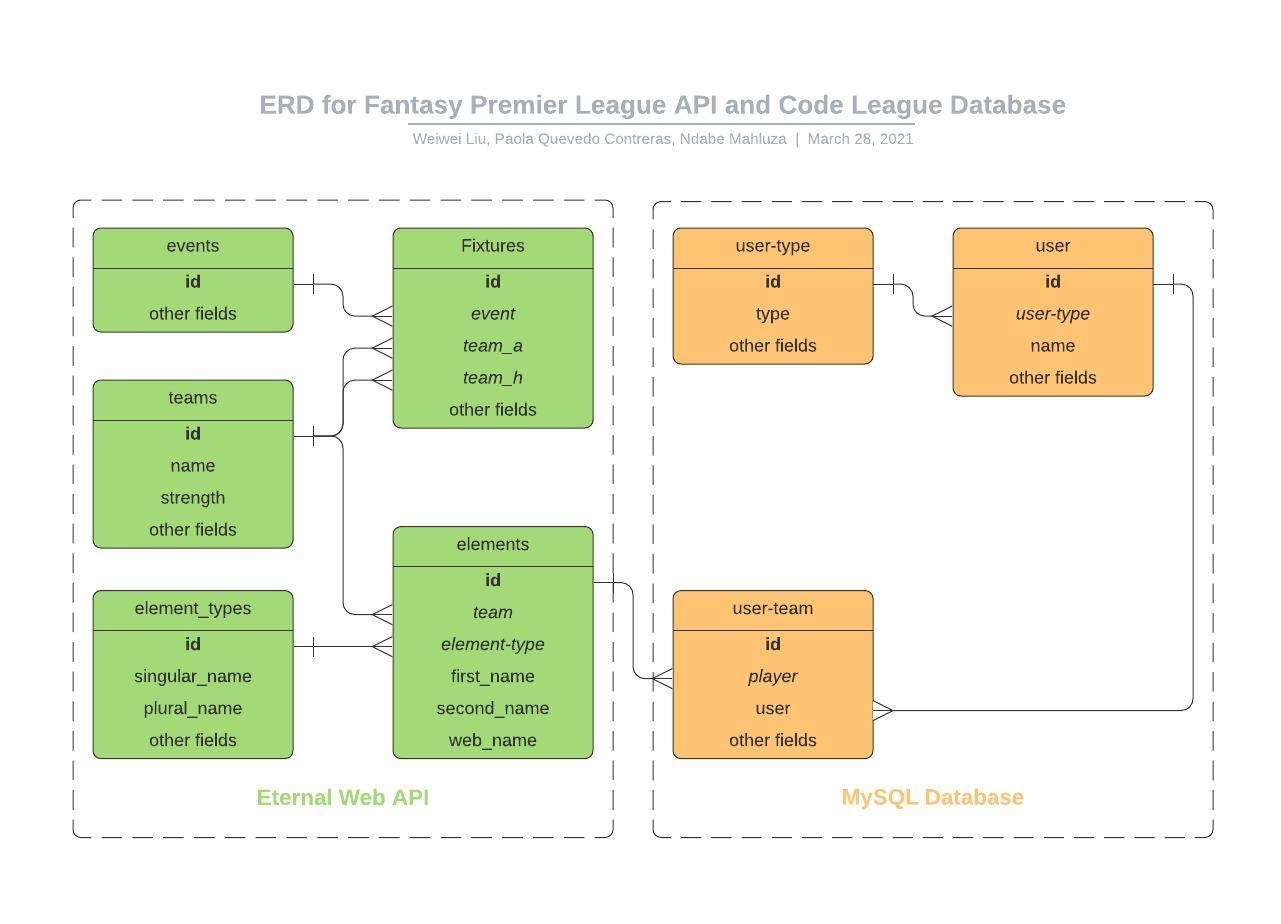 ERD for Fantasy Premier League API and Code League Database
Weiwei Liu, Paola Quevedo Contreras, Ndabe Mahluza | March 28, 2021
events
id
other fields
teams
id
name
strength
other fields
element_types
id
singular_name
plural_name
other fields
Fixtures
id
event
team_a
team_h
other fields
elements
id
team
element-type
first_name
second_name
web_name
Eternal Web API
user-type
id
type
other fields
user
id
user-type
name
other fields
user-team
id
player
user
other fields
MySQL Database